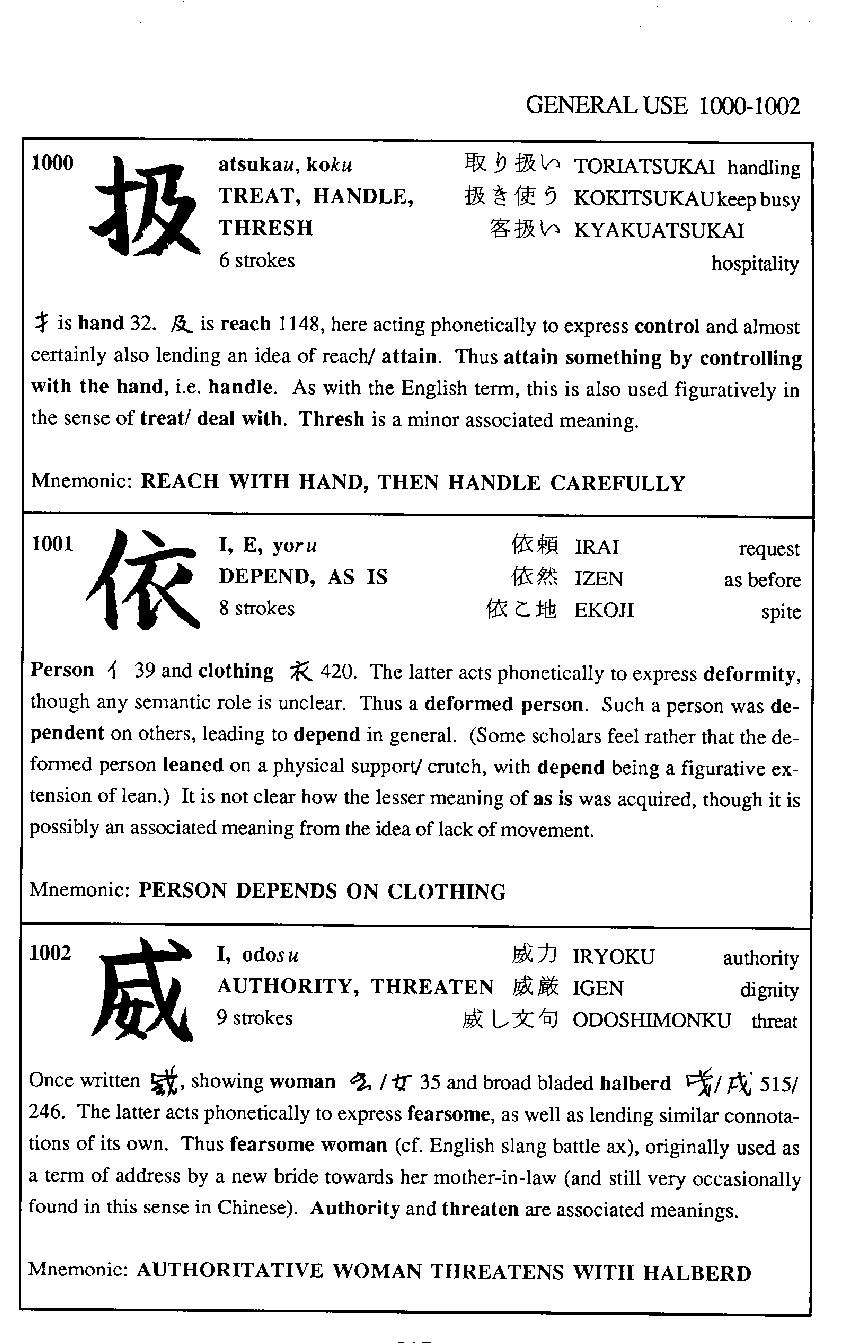 GENERAL USE 1000-1002
1000 扱 atsukau, koku 取り扱い TORIATSUKAI handling
TREAT, HANDLE, 扱き使う KOKITSUKAU keep busy
THRESH 客扱い KYAKUATSUKAI
6 strokes hospitality
扌 is hand 32. 及 is reach 1148, here acting phonetically to express control and almost
certainly also lending an idea of reach/ attain. Thus attain something by controlling
with the hand, i.e. handle. As with the English term, this is also used figuratively in
the sense of treat/ deal with. Thresh is a minor associated meaning.
Mnemonic: REACH WITH HAND, THEN HANDLE CAREFULLY
1001 依 I, E, yoru 依頼 IRAI request
DEPEND, AS IS 依然 IZEN as before
8 strokes 依こ地 EKOJI spite
Person 亻 39 and clothing 衣 420. The latter acts phonetically to express deformity,
though any semantic role is unclear. Thus a deformed person. Such a person was de-
pendent on others, leading to depend in general. (Some scholars feel rather that the de-
formed person leaned on a physical support/ crutch, with depend being a figurative ex-
tension of lean.) It is not clear how the lesser meaning of as is was acquired, though it is
possibly an associated meaning from the idea of lack of movement.
Mnemonic: PERSON DEPENDS ON CLOTHING
1002 威 I, odosu 威力 IRYOKU authority
AUTHORITY, THREATEN 威厳 IGEN dignity
9 strokes 威し文句 ODOSHIMONKU threat
Once written , showing woman / 女 35 and broad bladed halberd / 戌 515/
246. The latter acts phonetically to express fearsome, as well as lending similar connota-
tions of its own. Thus fearsome woman (cf. English slang battle ax), originally used as
a term of address by a new bride towards her mother-in-law (and still very occasionally
found in this sense in Chinese). Authority and threaten are associated meanings.
Mnemonic: AUTHORITATIVE WOMAN THREATENS WITH HALBERD